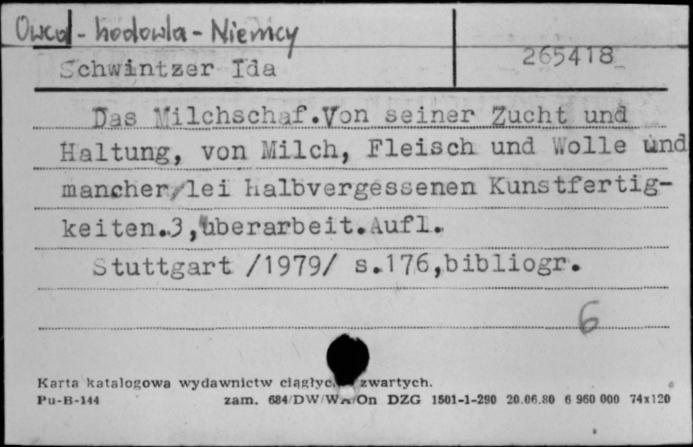 Owca - hodowla - Niemcy
Schwintzer Ida
265418
Das Milchschaf.Von seiner Zucht und
Haltung, von Milch, Fleisch und Wolle und
mancher/lei halbvergessenen Kunstfertig-
keiten.3,überarbeit.Aufl.
Stuttgart /1979/ s.176,bibliogr.
6
Karta katalogowa wydawnictw ciągłyc zwartych.
Pu-B-144
zam. 684/DW/WA/On DZG 1501-1-290 20.06.80 6 960 000 74x120